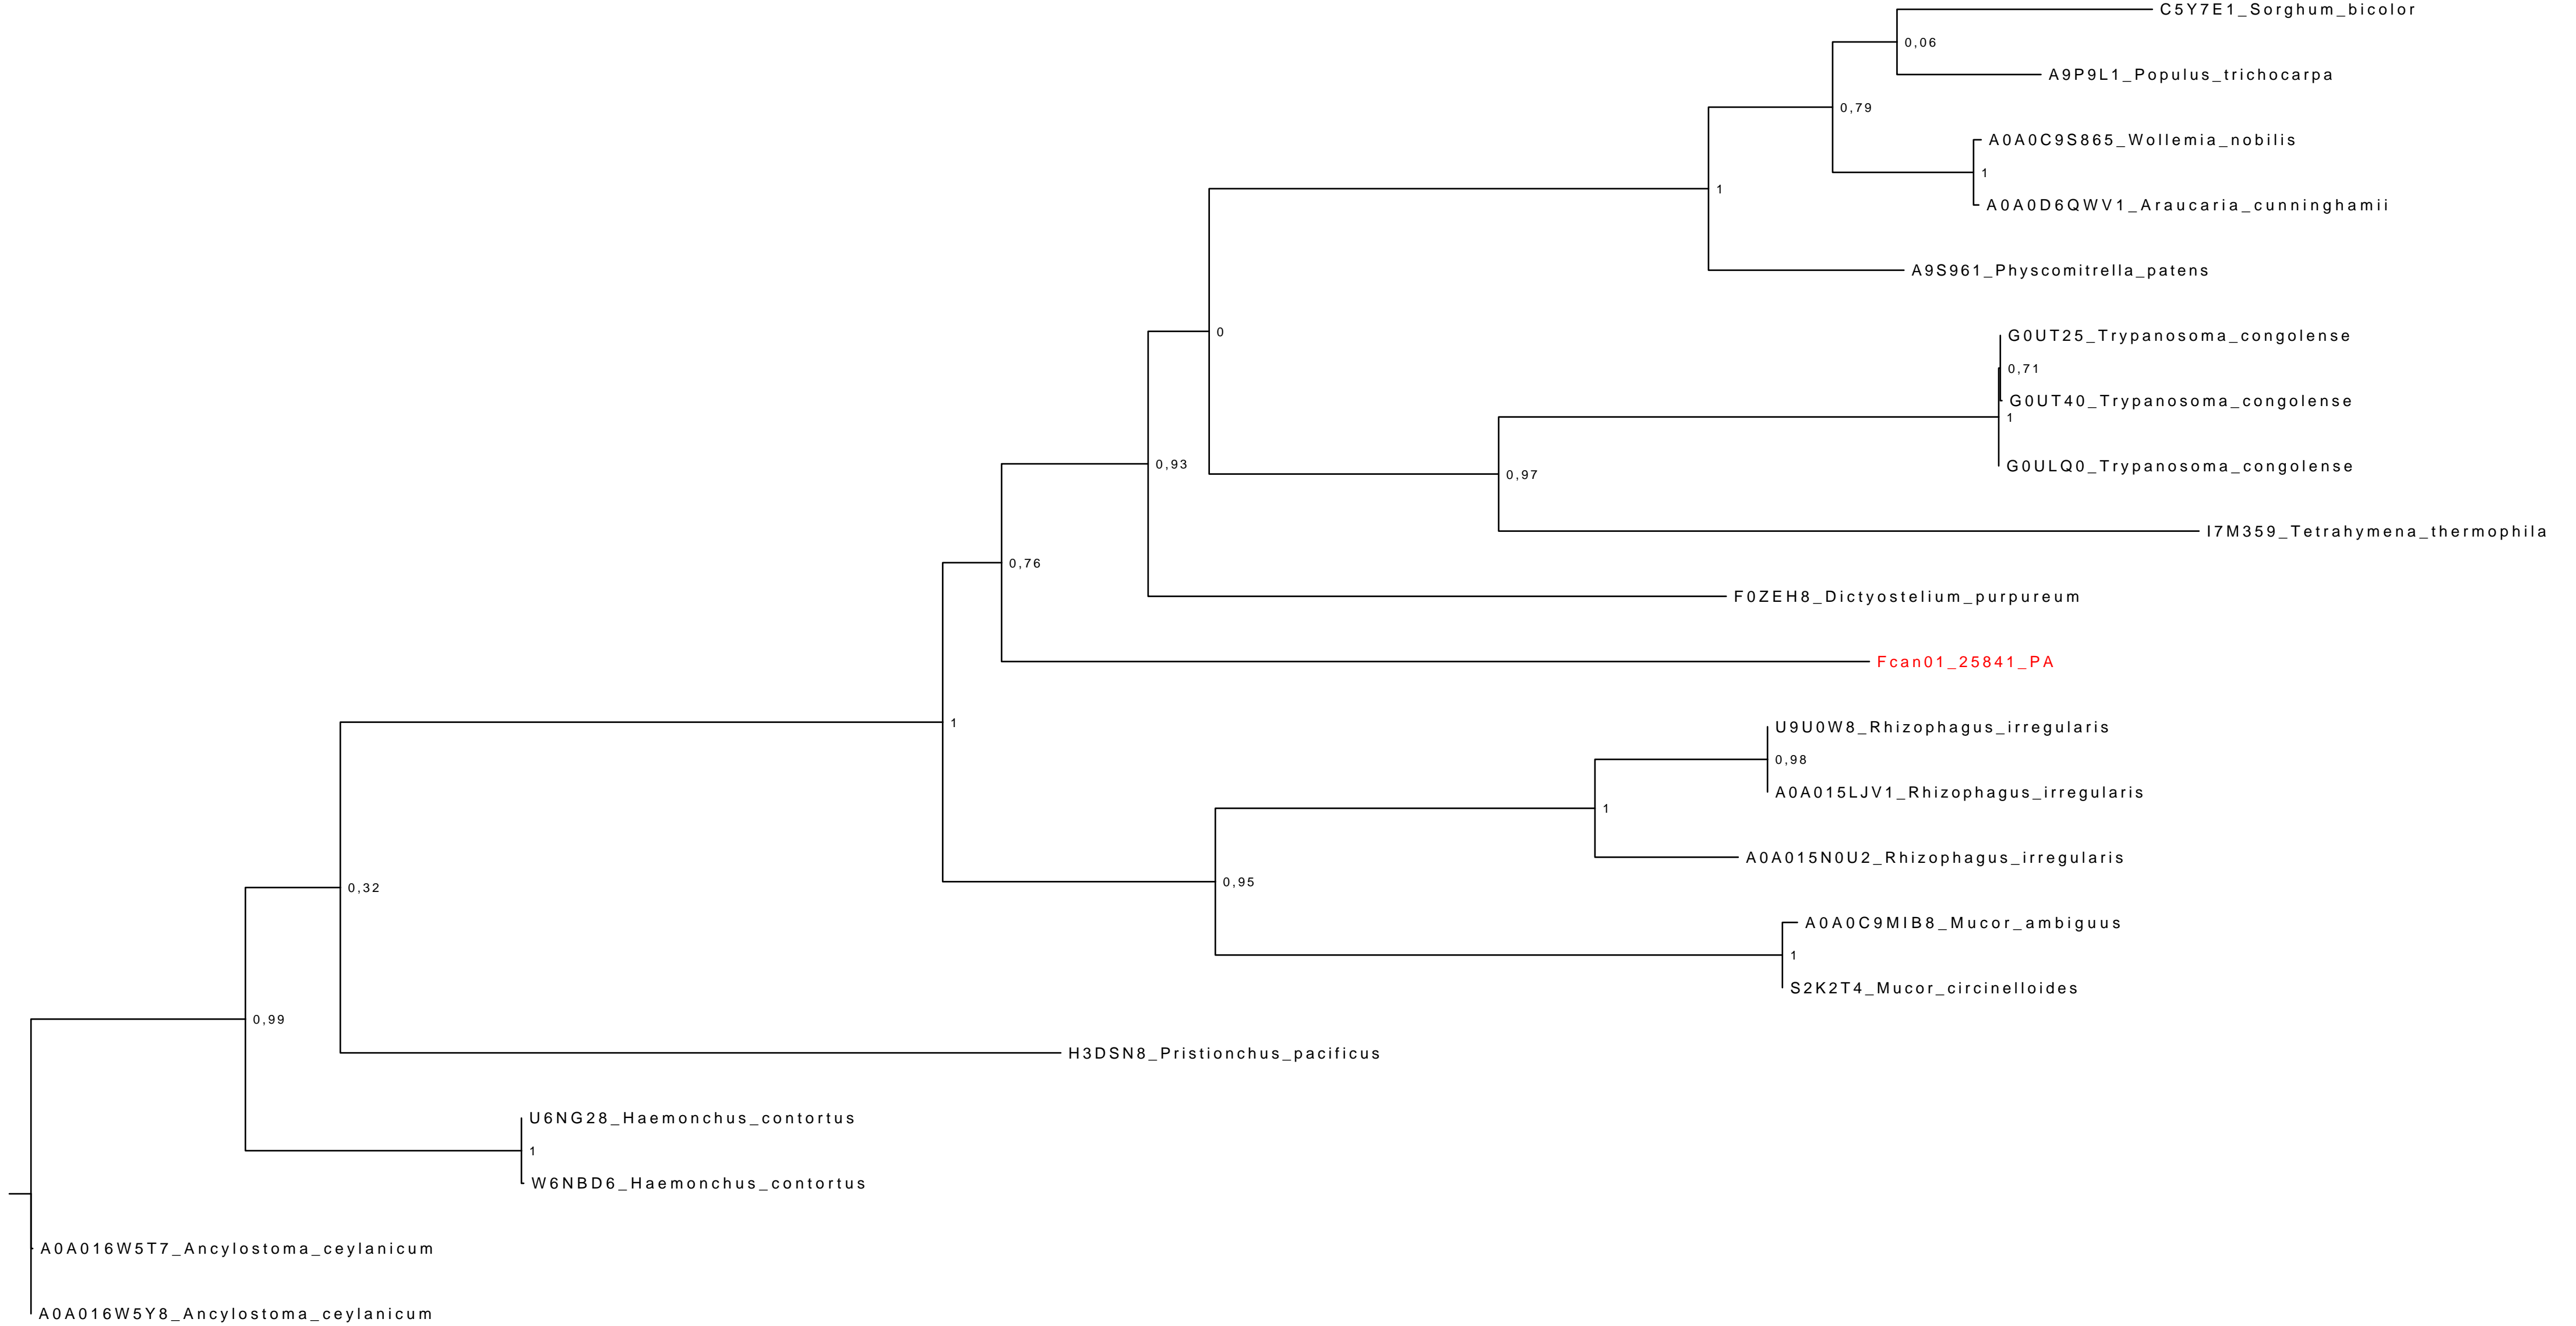 C5Y7E1_Sorghum_bicolor
0,06
A9P9L1_Populus_trichocarpa
0,79
A0A0C9S865_Wollemia_nobilis
1
A0A0D6QWV1_Araucaria_cunninghamii
1
A9S961_Physcomitrella_patens
0
G0UT25_Trypanosoma_congolense
0,71
G0UT40_Trypanosoma_congolense
1
G0ULQ0_Trypanosoma_congolense
0,93
0,97
I7M359_Tetrahymena_thermophila
0,76
F0ZEH8_Dictyostelium_purpureum
Fcan01_25841_PA
1
U9U0W8_Rhizophagus_irregularis
0,98
A0A015LJV1_Rhizophagus_irregularis
1
A0A015N0U2_Rhizophagus_irregularis
0,32
0,95
A0A0C9MIB8_Mucor_ambiguus
1
S2K2T4_Mucor_circinelloides
0,99
H3DSN8_Pristionchus_pacificus
U6NG28_Haemonchus_contortus
1
W6NBD6_Haemonchus_contortus
A0A016W5T7_Ancylostoma_ceylanicum
A0A016W5Y8_Ancylostoma_ceylanicum